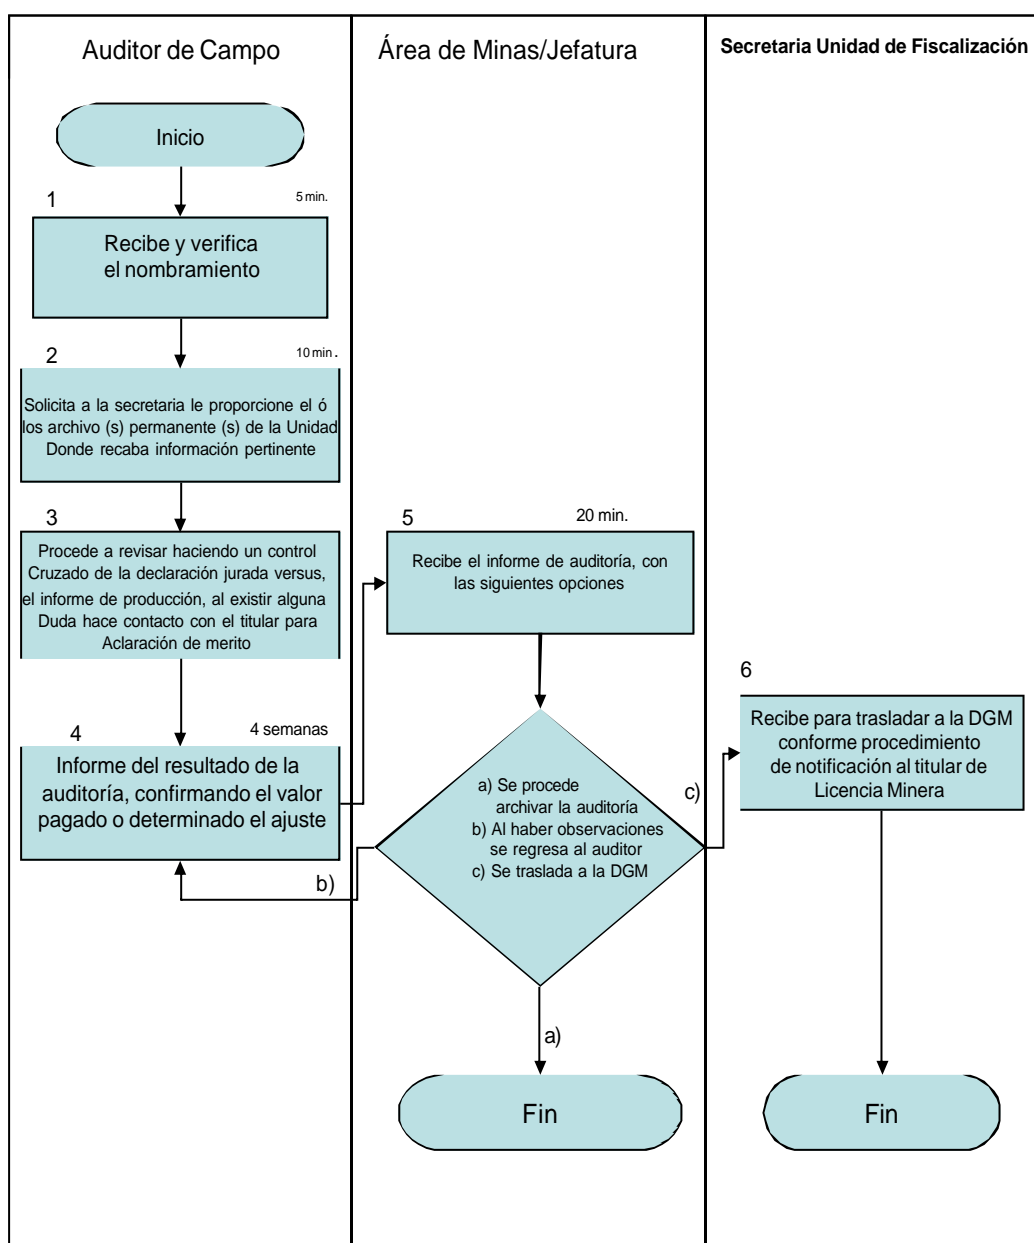 Auditor de Campo
Área de Minas/Jefatura
Secretaria Unidad de Fiscalización
Inicio
1
5 min.
Recibe y verifica
el nombramiento
2
10 min.
Solicita a la secretaria le proporcione el ó
los archivo (s) permanente (s) de la Unidad
Donde recaba información pertinente
3
Procede a revisar haciendo un control
Cruzado de la declaración jurada versus,
el informe de producción, al existir alguna
Duda hace contacto con el titular para
Aclaración de merito
4
4 semanas
Informe del resultado de la
auditoría, confirmando el valor
pagado o determinado el ajuste
b)
5
20 min.
Recibe el informe de auditoría, con
las siguientes opciones
a) Se procede
archivar la auditoría
b) Al haber observaciones
se regresa al auditor
c) Se traslada a la DGM
c)
a)
Fin
6
Recibe para trasladar a la DGM
conforme procedimiento
de notificación al titular de
Licencia Minera
Fin